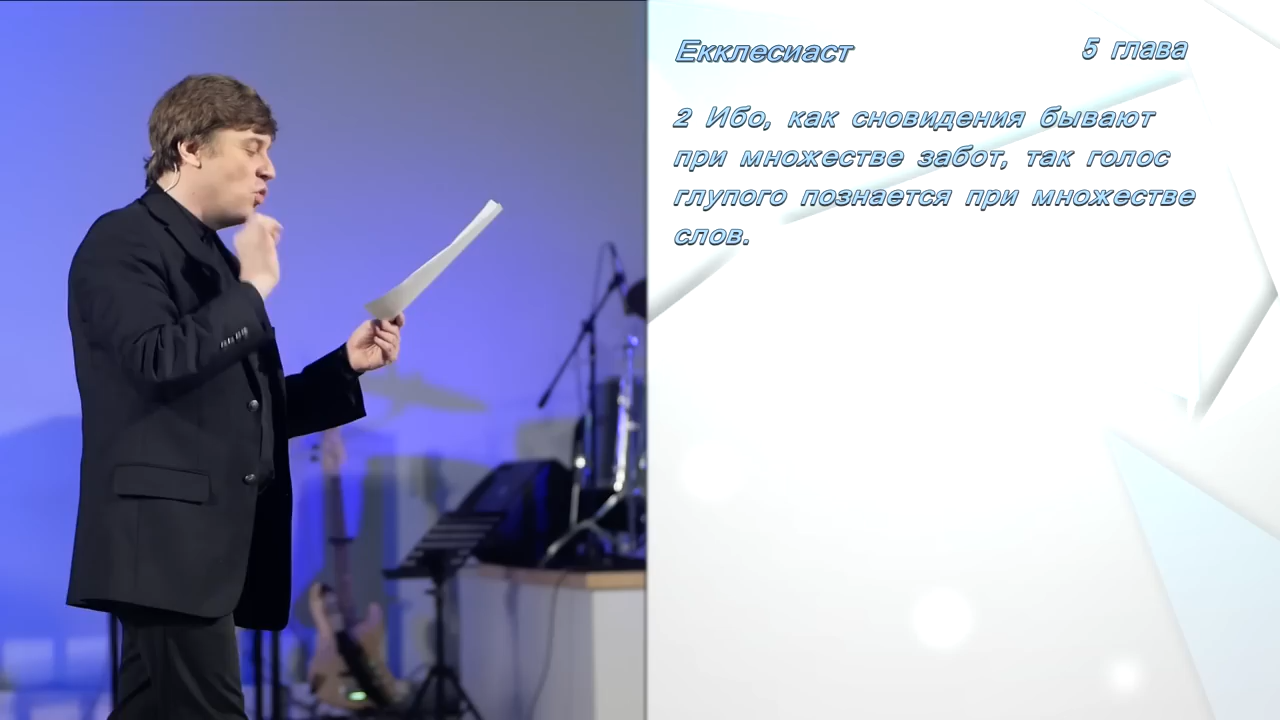 Екклесиаст 5 глава
2 Ибо, как сновидения бывают
при множестве забот, так голос
глупого познается при множестве
слов.